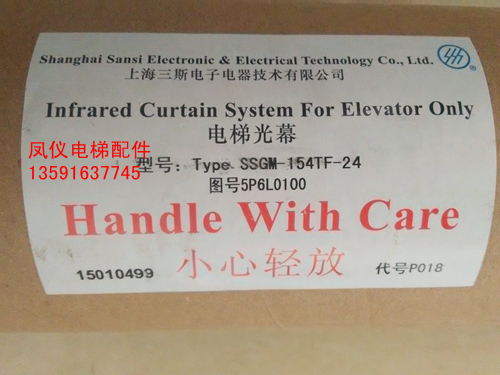 Shanghai Sansi Electronic & Electrical Technology Co., Ltd.
上海三斯电子电器技术有限公司
Infrared Curtain System For Elevator Only
电梯光幕
凤仪电梯配件
型号: Type SSGM-154TF-24
13591637745
图号5P6L0100
Handle With Care
小心轻放
15010499
代号P018